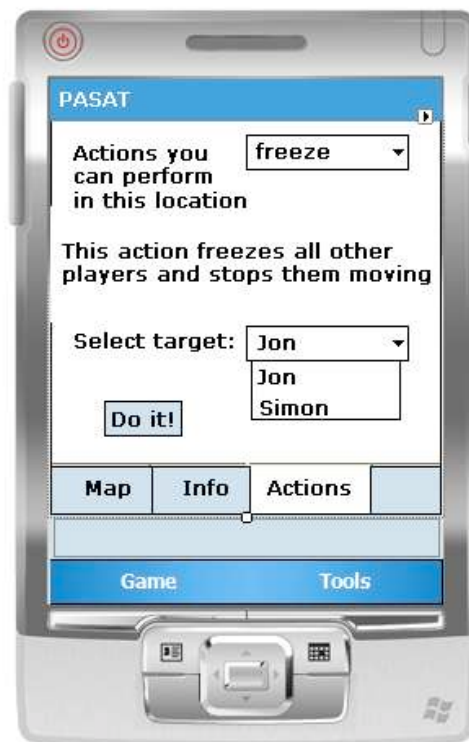 PASAT
Actions you
can perform
in this location
freeze
This action freezes all other
players and stops them moving
Select target:
Jon
Jon
Simon
Do it!
Map
Info
Actions
Game
Tools